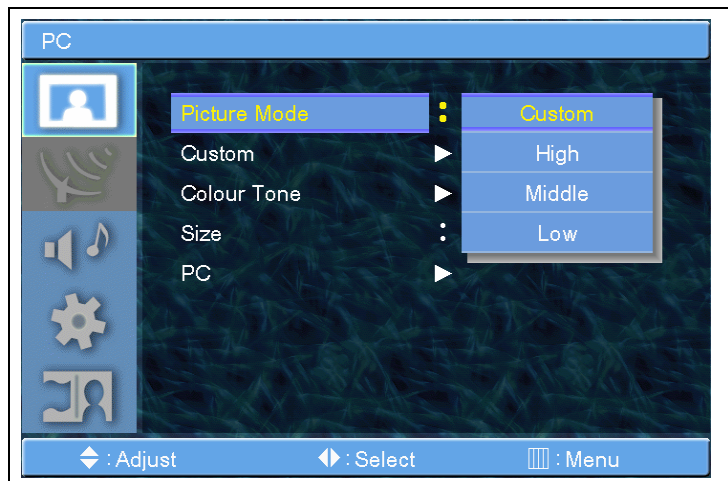 PC
Picture Mode : Custom
Custom ▶ High
Colour Tone ▶ Middle
Size : Low
PC ▶
: Adjust : Select : Menu